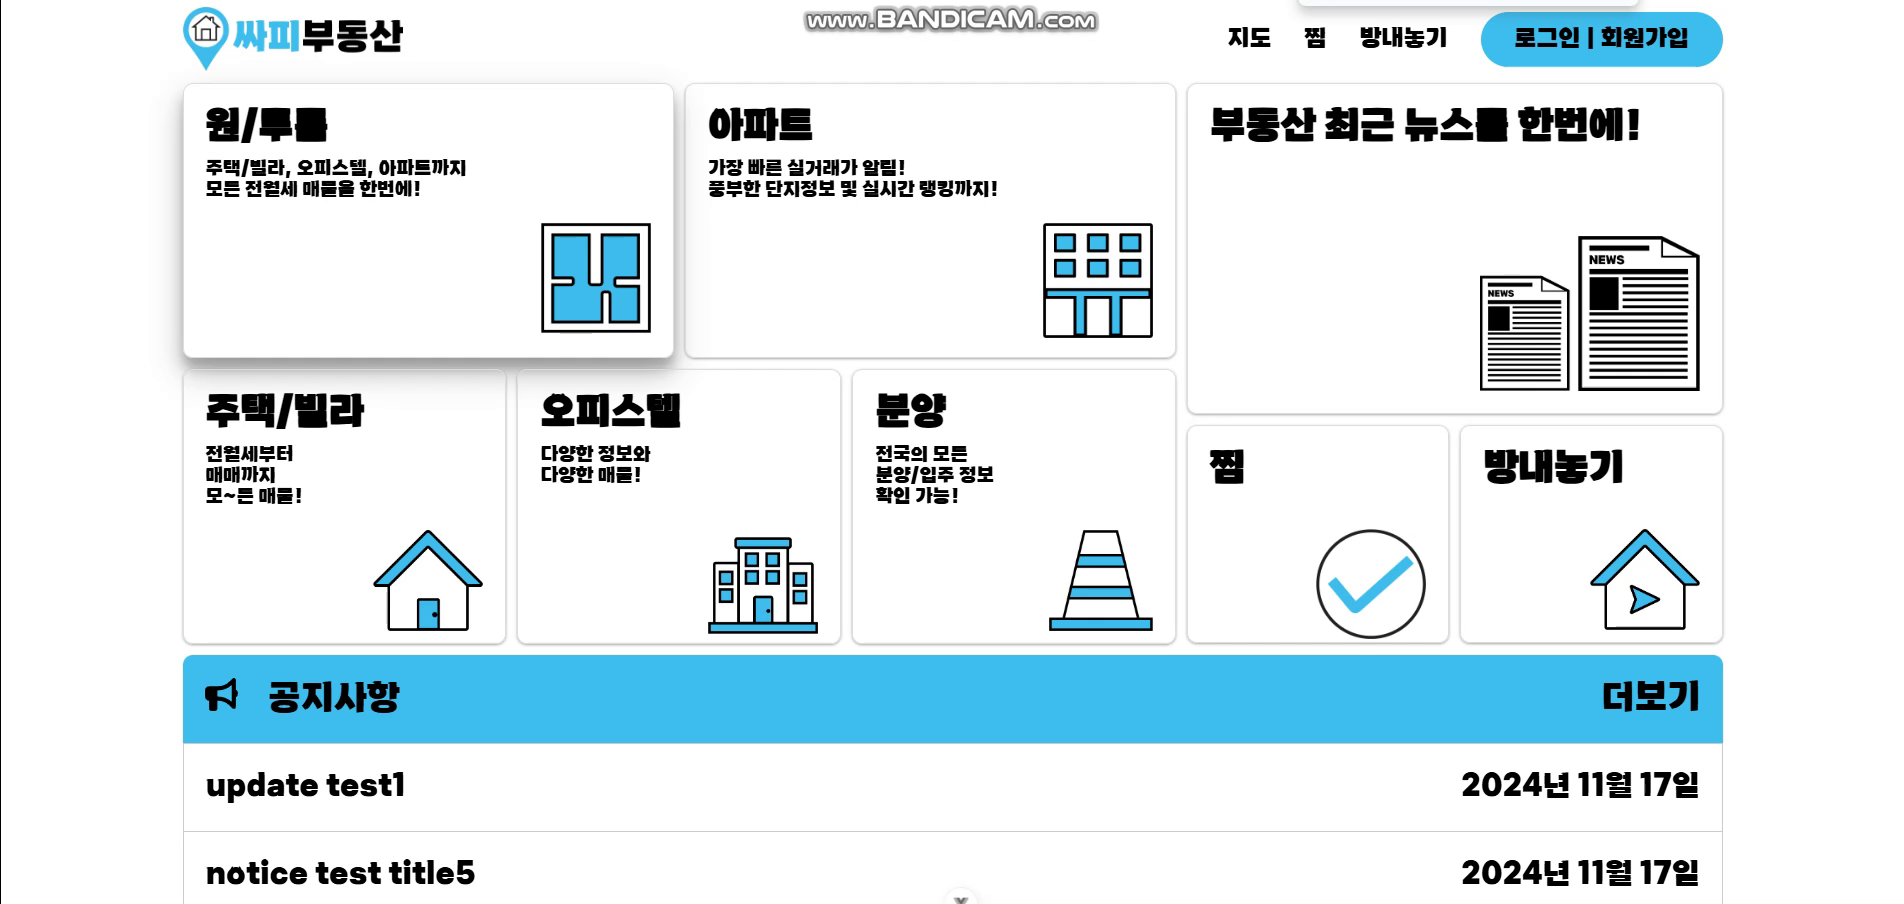 www.BANDICAM.com
싸피부동산
지도 찜 방내놓기 로그인 | 회원가입
원/투룸
주택/빌라, 오피스텔, 아파트까지
모든 전월세 매물을 한번에!
아파트
가장 빠른 실거래가 알림!
풍부한 단지정보 및 실시간 랭킹까지!
부동산 최근 뉴스를 한번에!
NEWS
NEWS
주택/빌라
전월세부터
매매까지
모~든 매물!
오피스텔
다양한 정보와
다양한 매물!
분양
전국의 모든
분양/입주 정보
확인 가능!
찜
방내놓기
공지사항 더보기
update test1 2024년 11월 17일
notice test title5 2024년 11월 17일